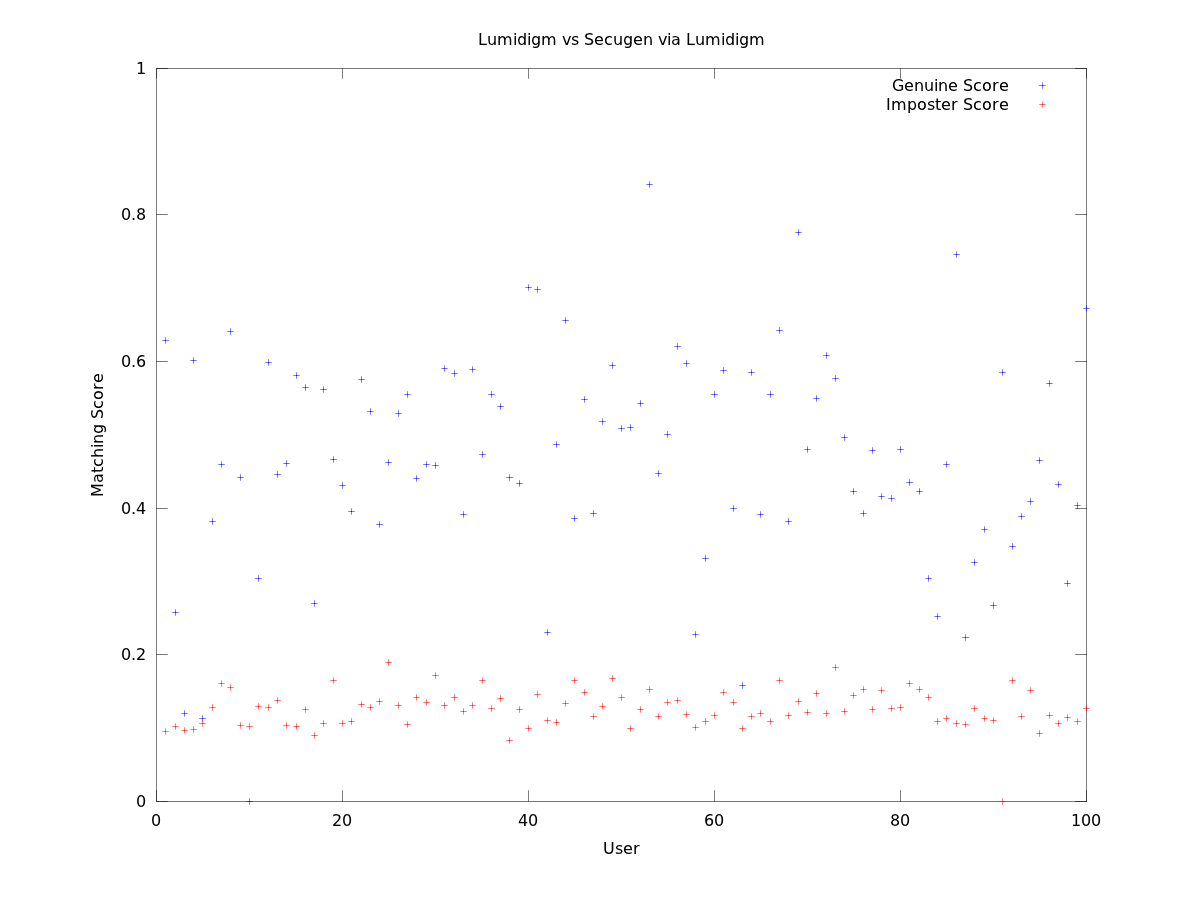 Lumidigm vs Secugen via Lumidigm
Genuine Score
Imposter Score
1
0.8
0.6
0.4
0.2
0
Matching Score
0 20 40 60 80 100
User